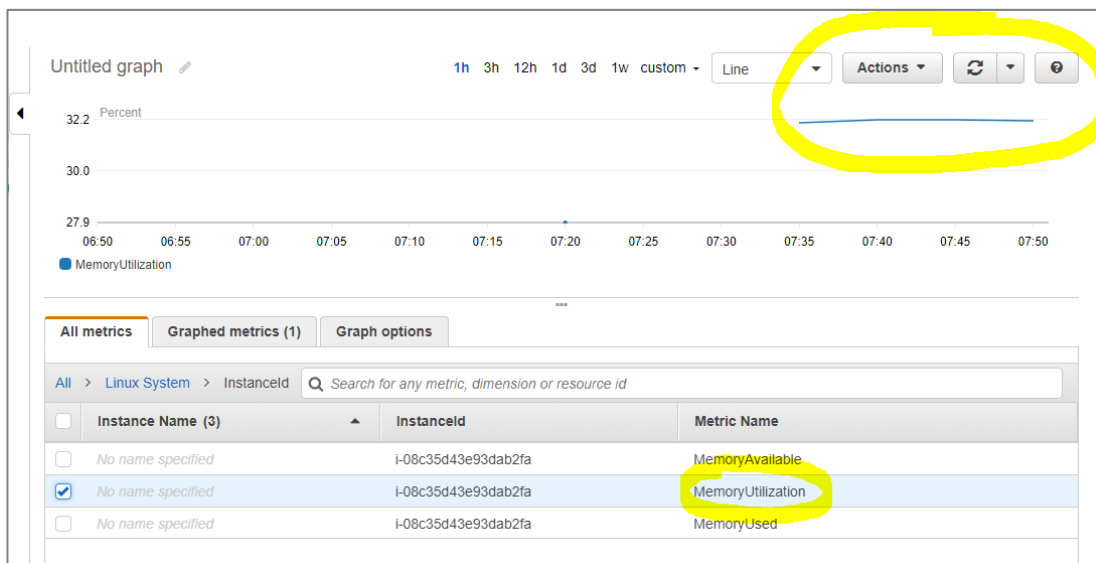 Untitled graph 1h 3h 12h 1d 3d 1w custom Line Actions
Percent
32.2
30.0
27.9
06:50 06:55 07:00 07:05 07:10 07:15 07:20 07:25 07:30 07:35 07:40 07:45 07:50
MemoryUtilization
All metrics Graphed metrics (1) Graph options
All > Linux System > InstanceId Search for any metric, dimension or resource id
Instance Name (3) InstanceId Metric Name
No name specified i-08c35d43e93dab2fa MemoryAvailable
No name specified i-08c35d43e93dab2fa MemoryUtilization
No name specified i-08c35d43e93dab2fa MemoryUsed